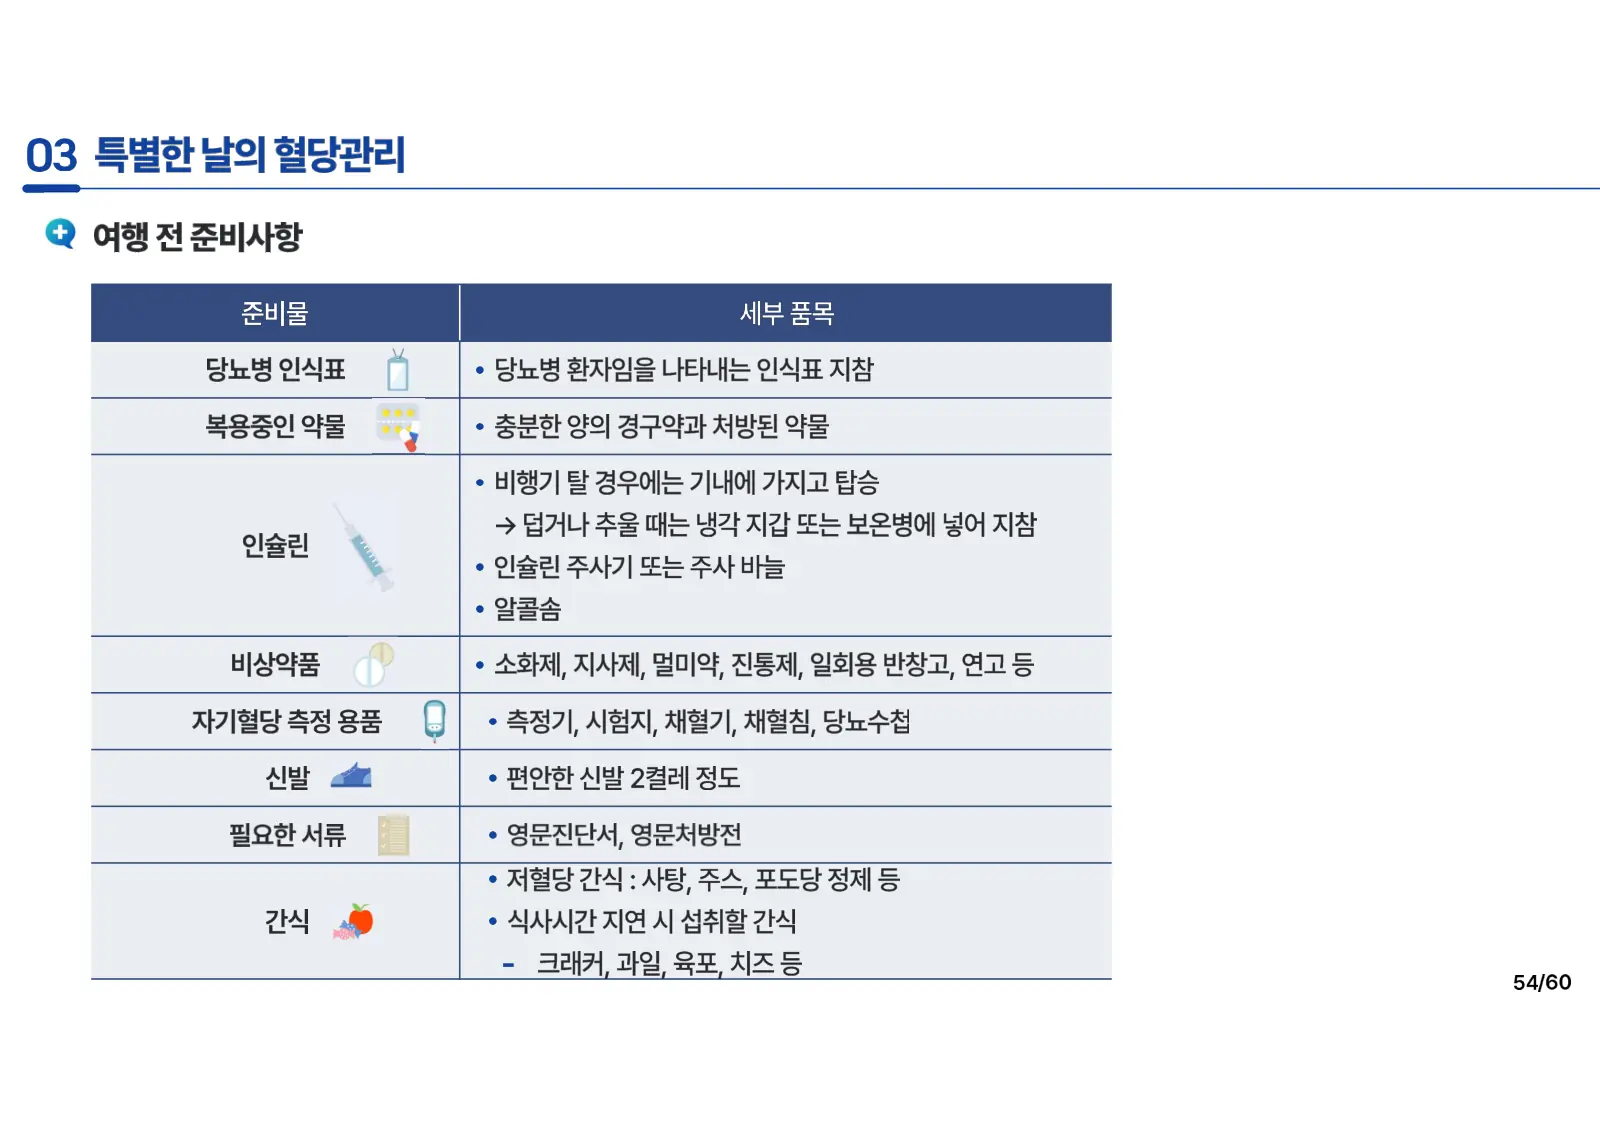 03 특별한 날의 혈당관리
여행 전 준비사항
준비물 세부 품목
당뇨병 인식표 • 당뇨병 환자임을 나타내는 인식표 지참
복용중인 약물 • 충분한 양의 경구약과 처방된 약물
인슐린
• 비행기 탈 경우에는 기내에 가지고 탑승
→ 덥거나 추울 때는 냉각 지갑 또는 보온병에 넣어 지참
• 인슐린 주사기 또는 주사 바늘
• 알콜솜
비상약품 • 소화제, 지사제, 멀미약, 진통제, 일회용 반창고, 연고 등
자기혈당 측정 용품 • 측정기, 시험지, 채혈기, 채혈침, 당뇨수첩
신발 • 편안한 신발 2켤레 정도
필요한 서류 • 영문진단서, 영문처방전
간식
• 저혈당 간식 : 사탕, 주스, 포도당 정제 등
• 식사시간 지연 시 섭취할 간식
- 크래커, 과일, 육포, 치즈 등
54/60